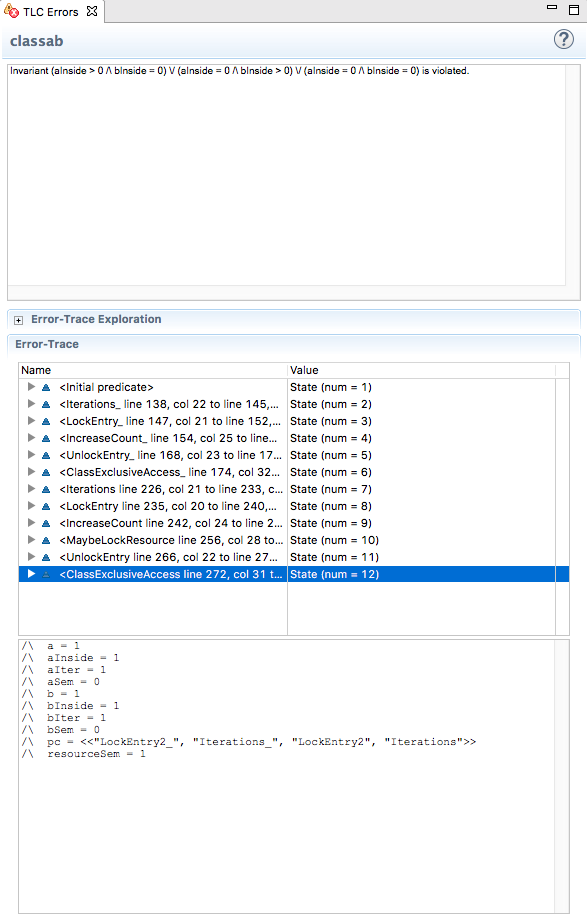 TLC Errors
classab
?
Invariant (aInside > 0 /\ bInside = 0) \/ (aInside = 0 /\ bInside > 0) \/ (aInside = 0 /\ bInside = 0) is violated.
Error-Trace Exploration
Error-Trace
Name Value
<Initial predicate> State (num = 1)
<Iterations_ line 138, col 22 to line 145,... State (num = 2)
<LockEntry_ line 147, col 21 to line 152,... State (num = 3)
<IncreaseCount_ line 154, col 25 to line... State (num = 4)
<UnlockEntry_ line 168, col 23 to line 17... State (num = 5)
<ClassExclusiveAccess_ line 174, col 32... State (num = 6)
<Iterations line 226, col 21 to line 233, c... State (num = 7)
<LockEntry line 235, col 20 to line 240,... State (num = 8)
<IncreaseCount line 242, col 24 to line 2... State (num = 9)
<MaybeLockResource line 256, col 28 to... State (num = 10)
<UnlockEntry line 266, col 22 to line 27... State (num = 11)
<ClassExclusiveAccess line 272, col 31 t... State (num = 12)
/\ a = 1
/\ aInside = 1
/\ aIter = 1
/\ aSem = 0
/\ b = 1
/\ bInside = 1
/\ bIter = 1
/\ bSem = 0
/\ pc = <<"LockEntry2_", "Iterations_", "LockEntry2", "Iterations">>
/\ resourceSem = 1